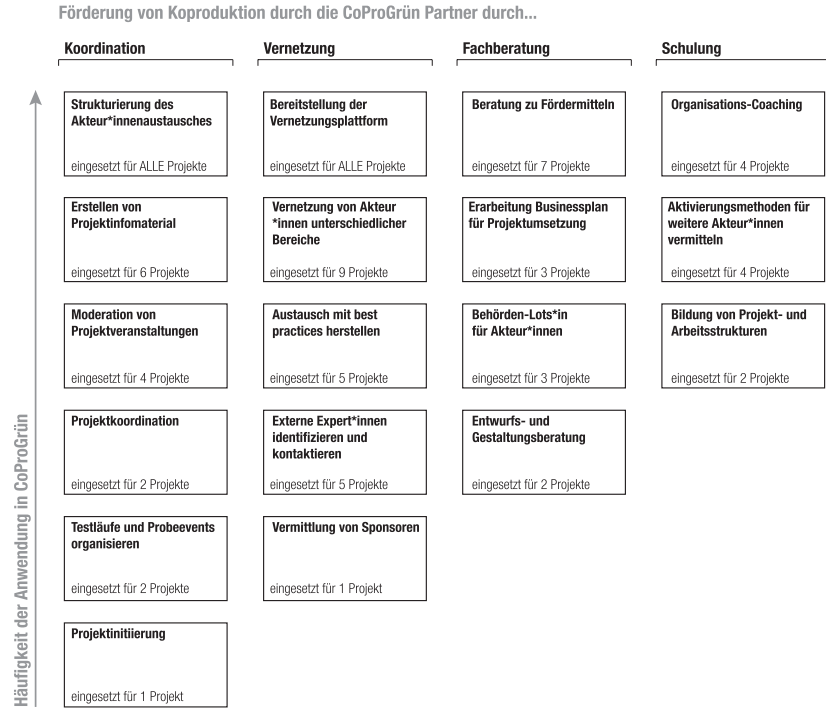 Förderung von Koproduktion durch die CoProGrün Partner durch...
Koordination
Vernetzung
Fachberatung
Schulung
Strukturierung des
Akteur*innenaustausches
eingesetzt für ALLE Projekte
Bereitstellung der
Vernetzungsplattform
eingesetzt für ALLE Projekte
Beratung zu Fördermitteln
eingesetzt für 7 Projekte
Organisations-Coaching
eingesetzt für 4 Projekte
Erstellen von
Projektinfomaterial
eingesetzt für 6 Projekte
Vernetzung von Akteur
*innen unterschiedlicher
Bereiche
eingesetzt für 9 Projekte
Erarbeitung Businessplan
für Projektumsetzung
eingesetzt für 3 Projekte
Aktivierungsmethoden für
weitere Akteur*innen
vermitteln
eingesetzt für 4 Projekte
Moderation von
Projektveranstaltungen
eingesetzt für 4 Projekte
Austausch mit best
practices herstellen
eingesetzt für 5 Projekte
Behörden-Lots*in
für Akteur*innen
eingesetzt für 3 Projekte
Bildung von Projekt- und
Arbeitsstrukturen
eingesetzt für 2 Projekte
Projektkoordination
eingesetzt für 2 Projekte
Externe Expert*innen
identifizieren und
kontaktieren
eingesetzt für 5 Projekte
Entwurfs- und
Gestaltungsberatung
eingesetzt für 2 Projekte
Testläufe und Probeevents
organisieren
eingesetzt für 2 Projekte
Vermittlung von Sponsoren
eingesetzt für 1 Projekt
Projektinitiierung
eingesetzt für 1 Projekt
Häufigkeit der Anwendung in CoProGrün